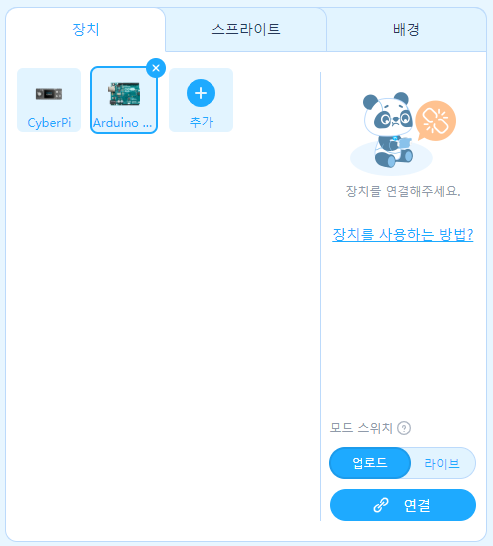 장치
스프라이트
배경
CyberPi
Arduino ...
추가
장치를 연결해주세요.
장치를 사용하는 방법?
모드 스위치 ?
업로드
라이브
연결